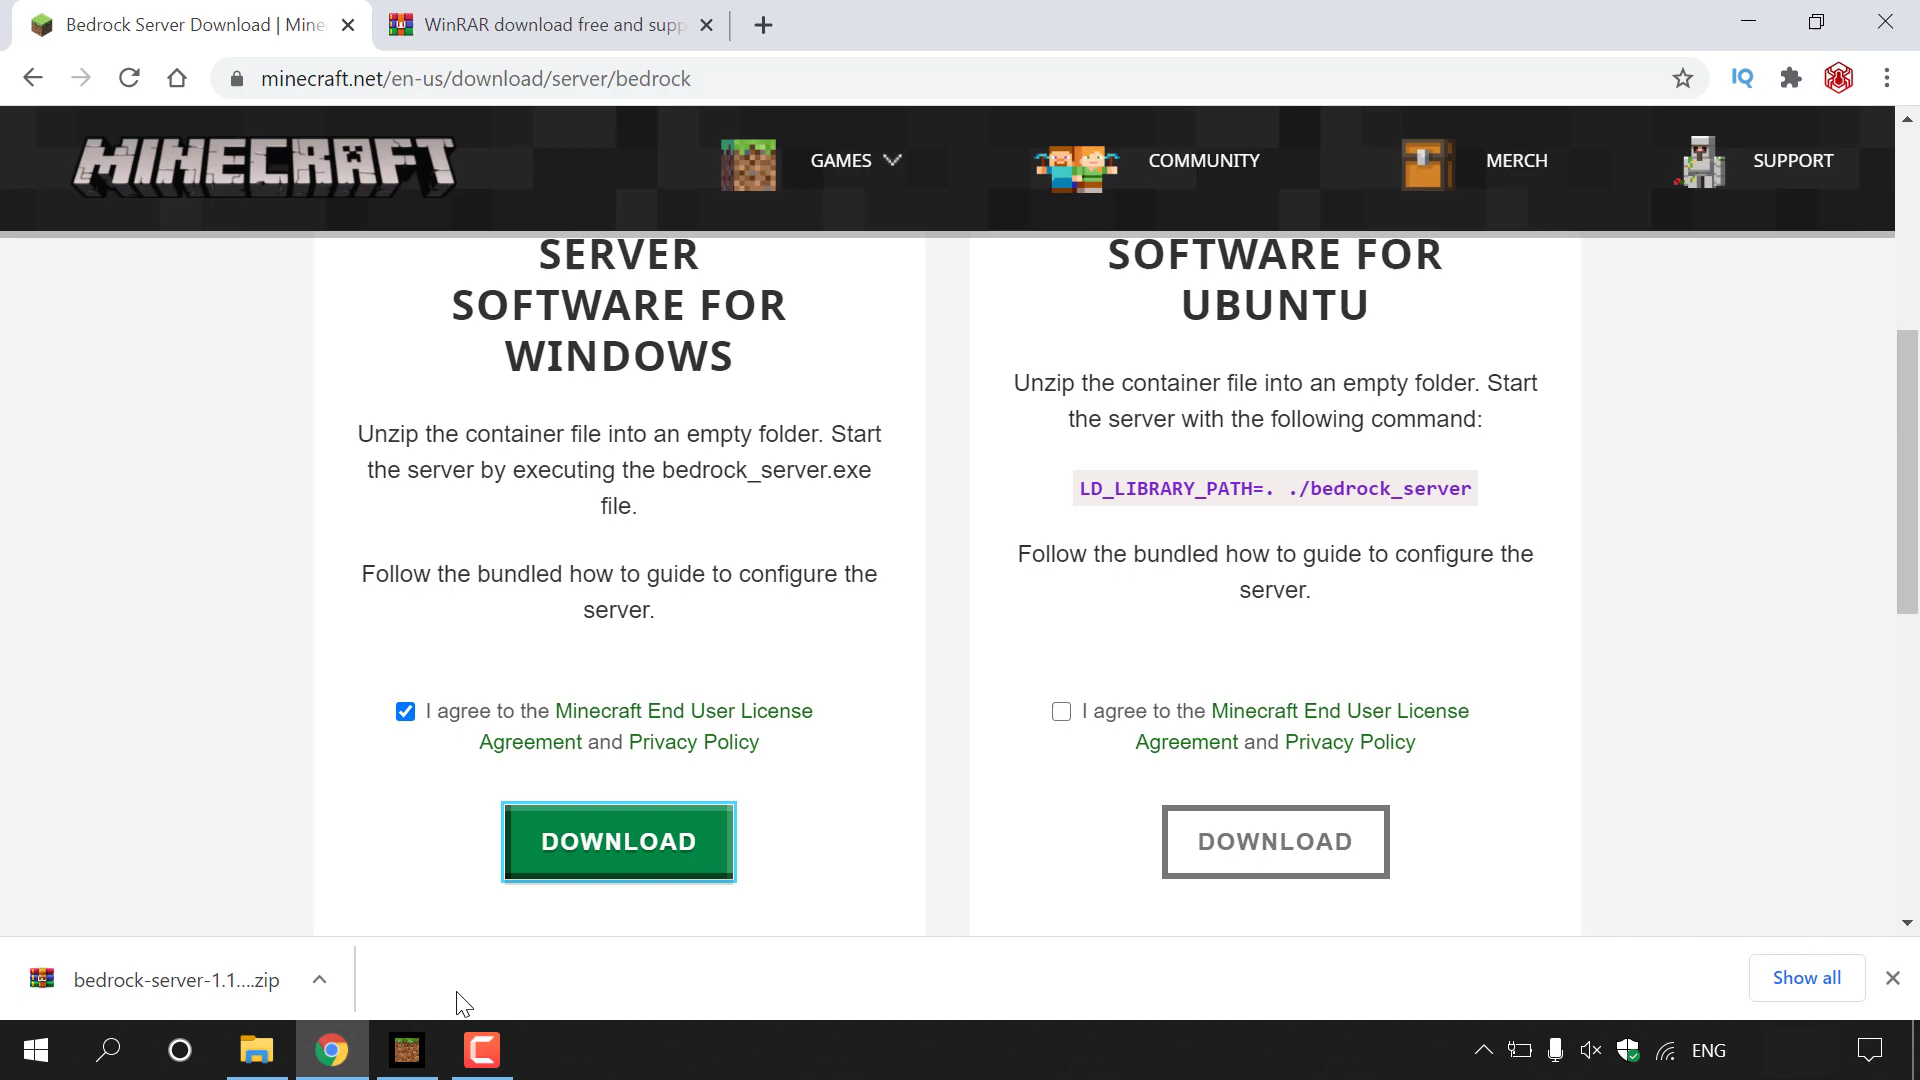 Bedrock Server Download | Mine
WinRAR download free and supp
minecraft.net/en-us/download/server/bedrock
IQ
MINECRAFT
GAMES
COMMUNITY
MERCH
SUPPORT
SERVER
SOFTWARE FOR
WINDOWS
Unzip the container file into an empty folder. Start
the server by executing the bedrock_server.exe
file.
Follow the bundled how to guide to configure the
server.
I agree to the Minecraft End User License
Agreement and Privacy Policy
DOWNLOAD
SOFTWARE FOR
UBUNTU
Unzip the container file into an empty folder. Start
the server with the following command:
LD_LIBRARY_PATH=. ./bedrock_server
Follow the bundled how to guide to configure the
server.
I agree to the Minecraft End User License
Agreement and Privacy Policy
DOWNLOAD
bedrock-server-1.1....zip
Show all
ENG